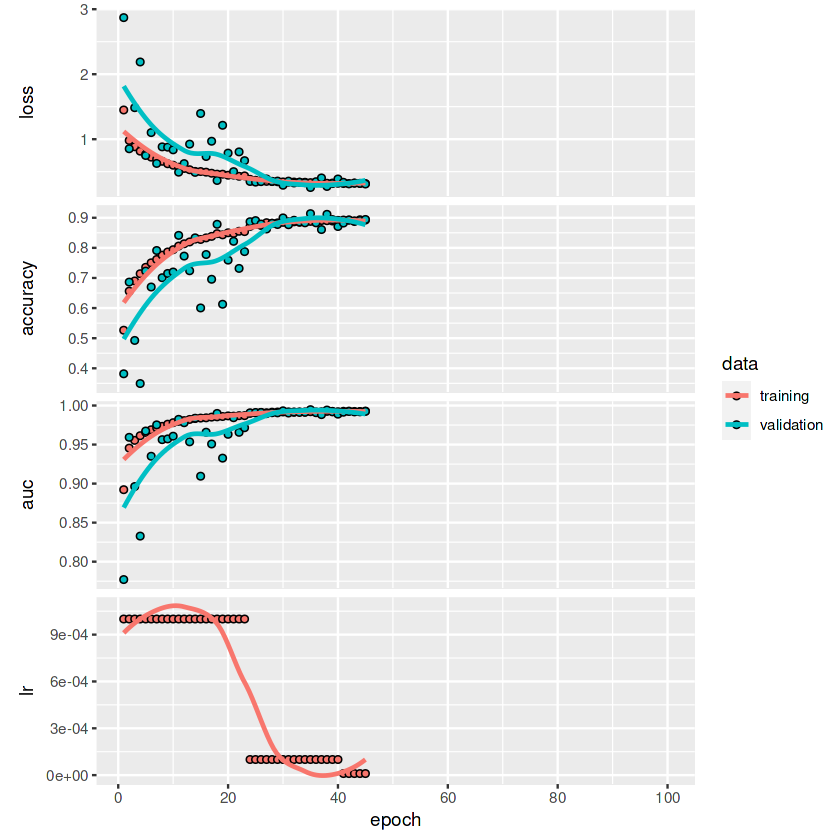 3
2
1
loss
0.9
0.8
0.7
0.6
0.5
0.4
accuracy
1.00
0.95
0.90
0.85
0.80
auc
9e-04
6e-04
3e-04
0e+00
lr
0 20 40 60 80 100
epoch
data
training
validation